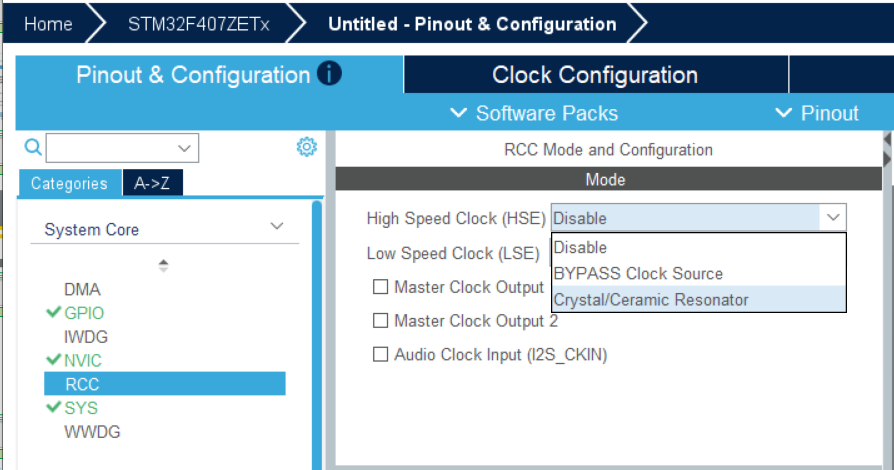 Home STM32F407ZETx Untitled - Pinout & Configuration
Pinout & Configuration i Clock Configuration
Software Packs Pinout
RCC Mode and Configuration
Categories A->Z
Mode
System Core
High Speed Clock (HSE) Disable
Low Speed Clock (LSE)
Disable
BYPASS Clock Source
Crystal/Ceramic Resonator
Master Clock Output
Master Clock Output 2
Audio Clock Input (I2S_CKIN)
DMA
GPIO
IWDG
NVIC
RCC
SYS
WWDG